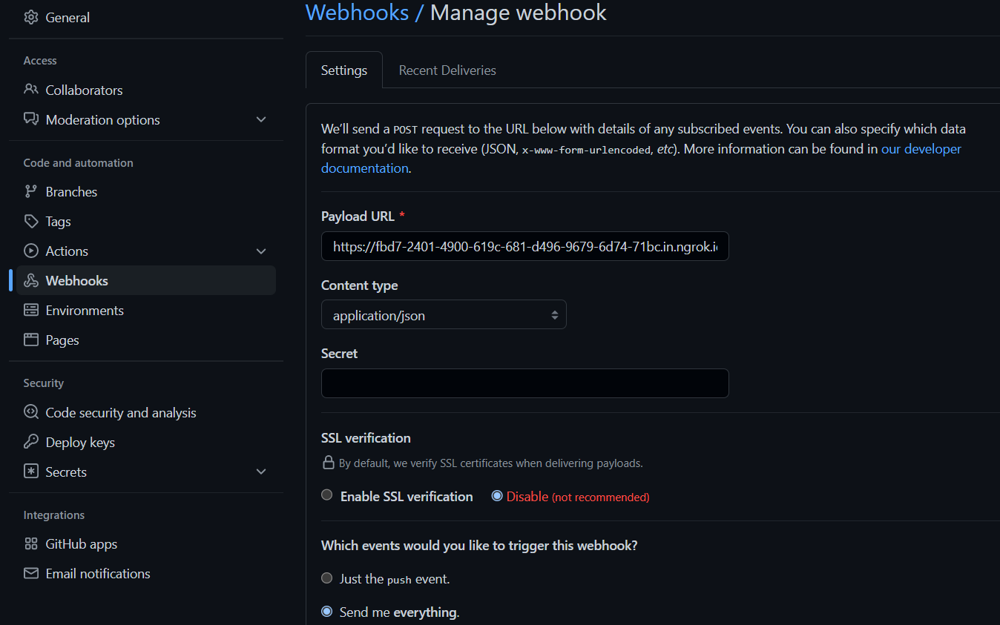 General
Access
Collaborators
Moderation options
Code and automation
Branches
Tags
Actions
Webhooks
Environments
Pages
Security
Code security and analysis
Deploy keys
Secrets
Integrations
GitHub apps
Email notifications
Webhooks / Manage webhook
Settings
Recent Deliveries
We’ll send a POST request to the URL below with details of any subscribed events. You can also specify which data
format you’d like to receive (JSON, x-www-form-urlencoded, etc). More information can be found in our developer
documentation.
Payload URL *
https://fbd7-2401-4900-619c-681-d496-9679-6d74-71bc.in.ngrok.i
Content type
application/json
Secret
SSL verification
By default, we verify SSL certificates when delivering payloads.
Enable SSL verification
Disable (not recommended)
Which events would you like to trigger this webhook?
Just the push event.
Send me everything.